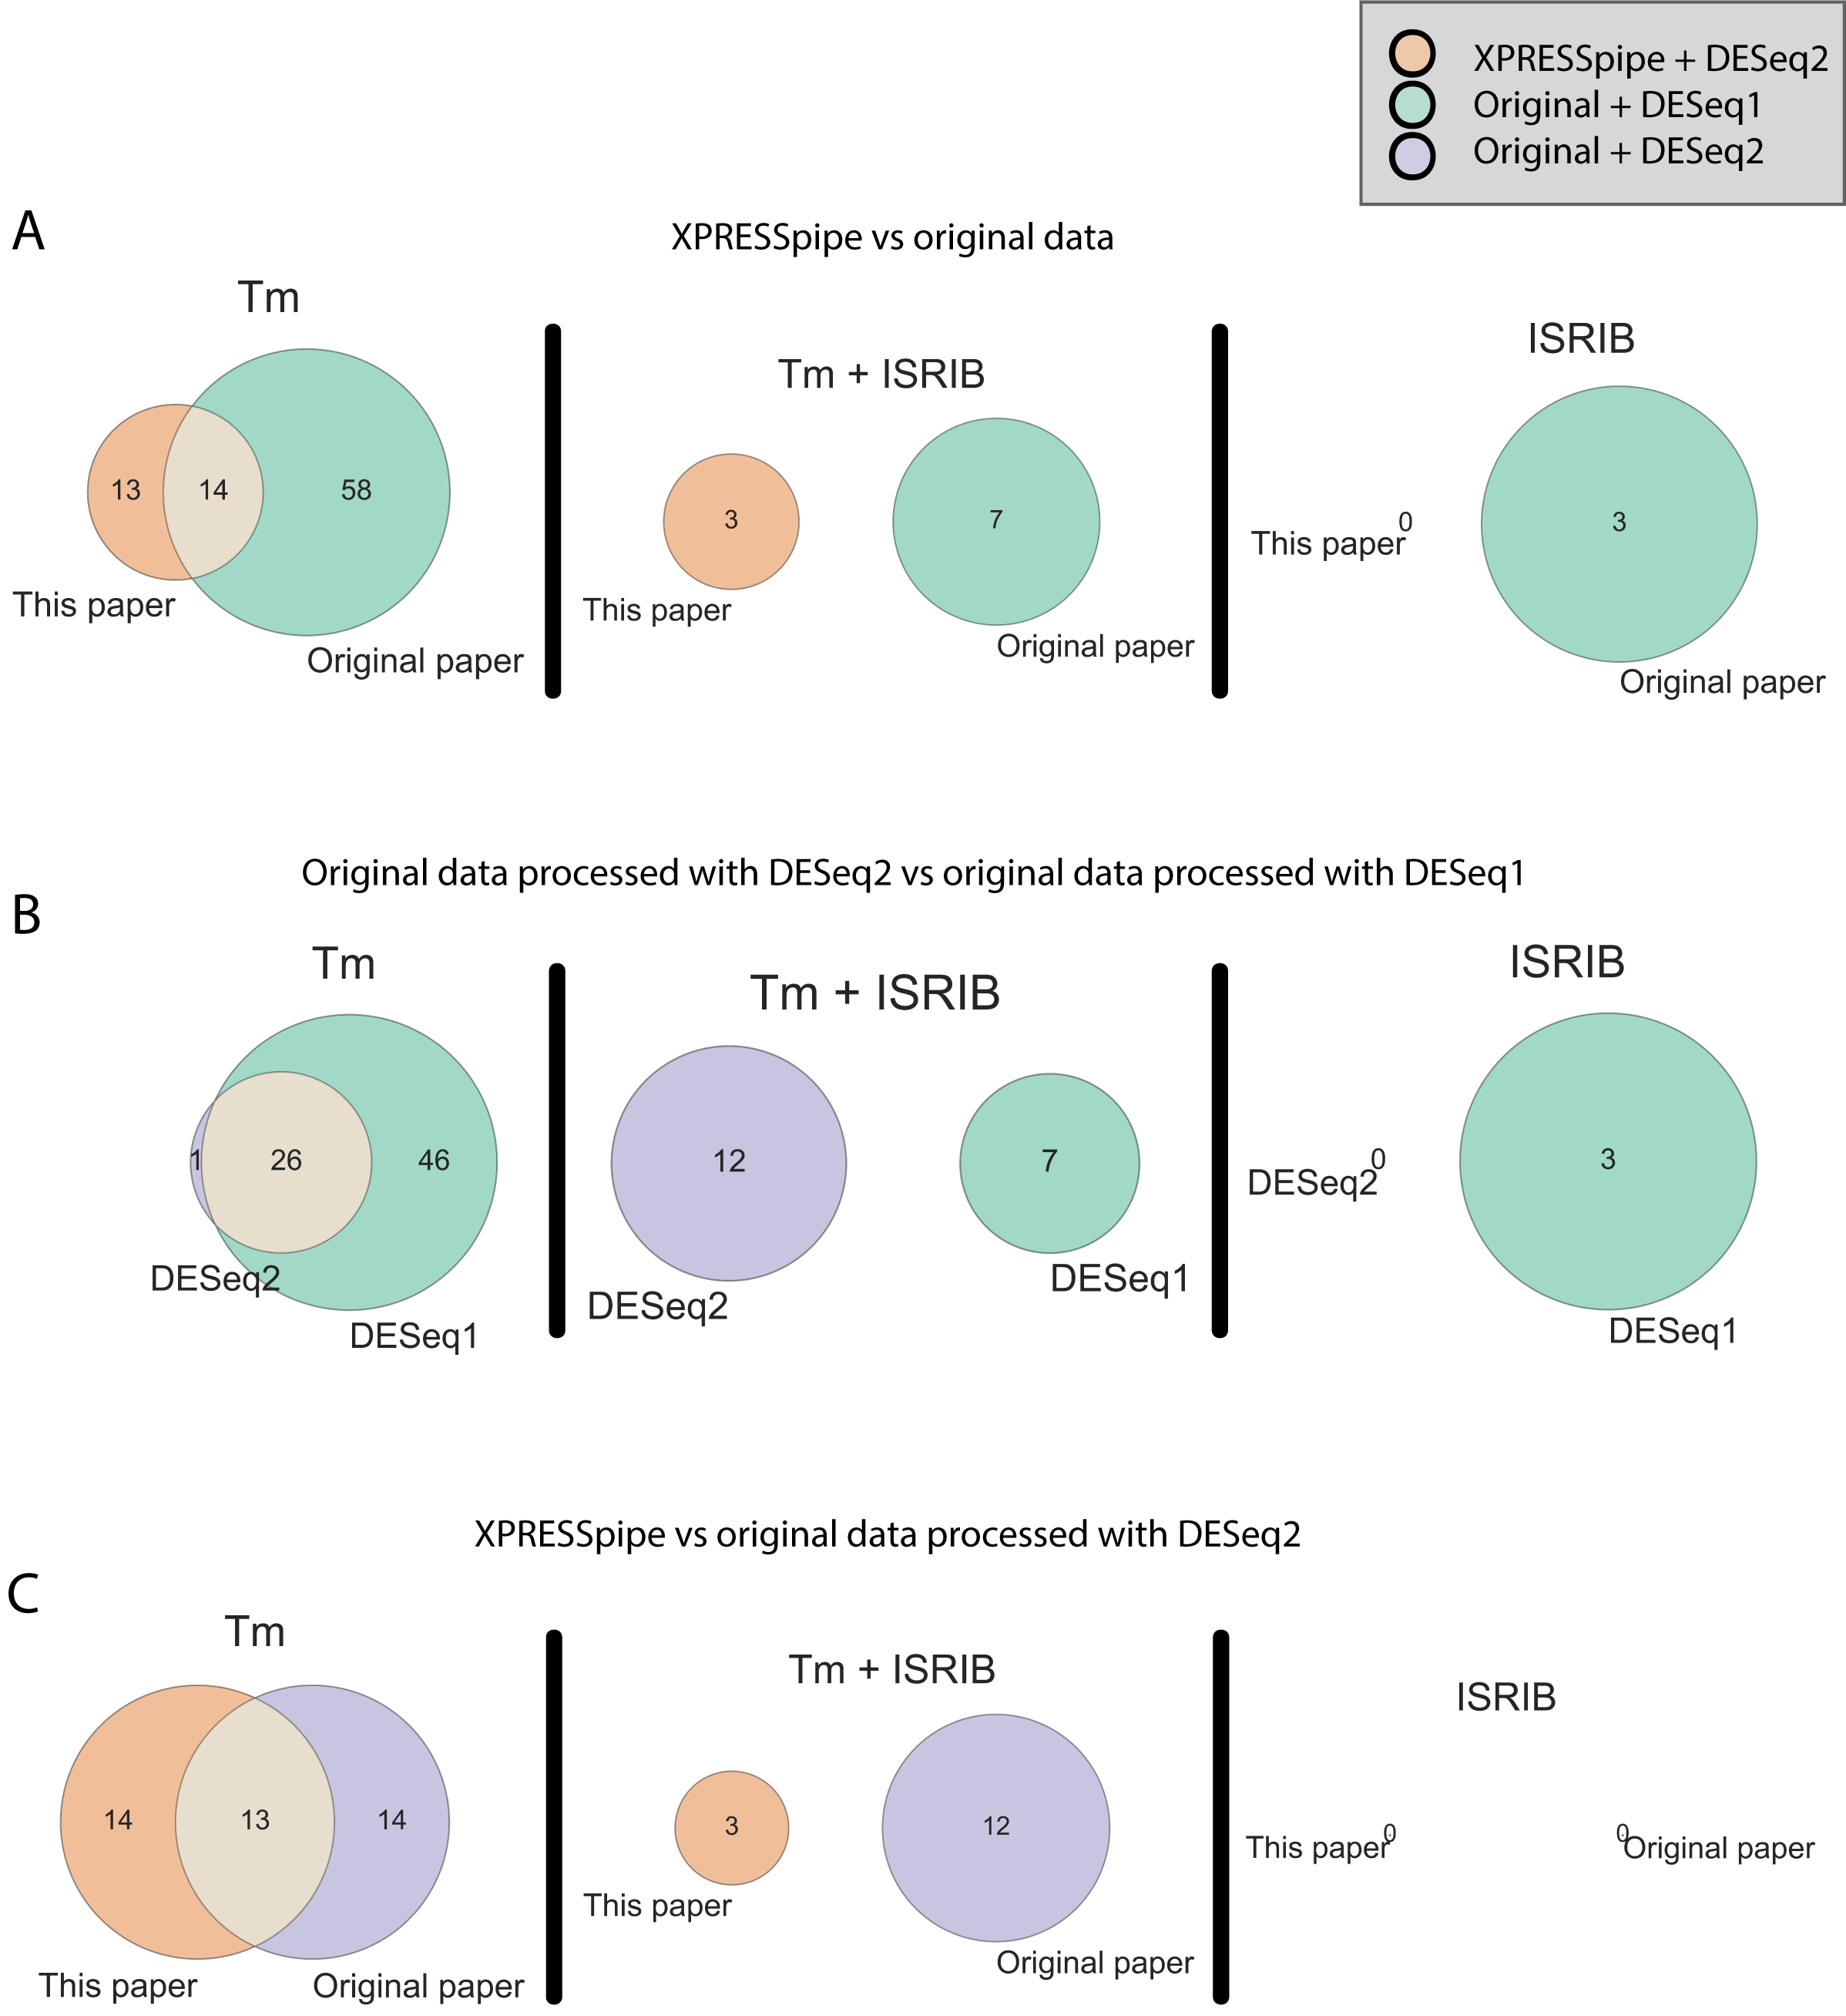 XPRESSpipe + DESeq2
Original + DESeq1
Original + DESeq2
A
XPRESSpipe vs original data
Tm
13
14
58
This paper
Original paper
Tm + ISRIB
3
7
This paper
Original paper
ISRIB
0
This paper
3
Original paper
Original data processed with DESeq2 vs original data processed with DESeq1
B
Tm
1
26
46
DESeq2
DESeq1
Tm + ISRIB
12
7
DESeq2
DESeq1
ISRIB
0
DESeq2
3
DESeq1
XPRESSpipe vs original data processed with DESeq2
C
Tm
14
13
14
This paper
Original paper
Tm + ISRIB
3
12
This paper
Original paper
ISRIB
0
This paper
0
Original paper